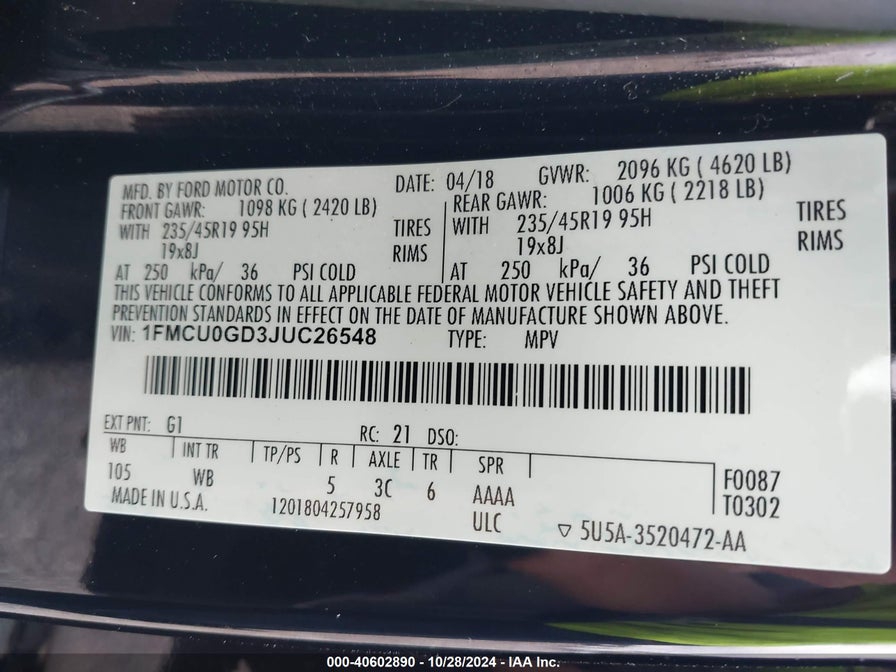 MFD. BY FORD MOTOR CO. DATE: 04/18 GVWR: 2096 KG ( 4620 LB)
FRONT GAWR: 1098 KG ( 2420 LB) REAR GAWR: 1006 KG ( 2218 LB)
WITH 235/45R19 95H TIRES WITH 235/45R19 95H TIRES
19x8J RIMS 19x8J RIMS
AT 250 kPa/ 36 PSI COLD AT 250 kPa/ 36 PSI COLD
THIS VEHICLE CONFORMS TO ALL APPLICABLE FEDERAL MOTOR VEHICLE SAFETY AND THEFT
PREVENTION STANDARDS IN EFFECT ON THE DATE OF MANUFACTURE SHOWN ABOVE.
VIN: 1FMCU0GD3JUC26548 TYPE: MPV
EXT PNT: G1 RC: 21 DSO:
WB INT TR TP/PS R AXLE TR SPR F0087
105 WB 5 3C 6 AAAA T0302
MADE IN U.S.A. 1201804257958 ULC ▽ 5U5A-3520472-AA
000-40602890 - 10/28/2024 - IAA Inc.